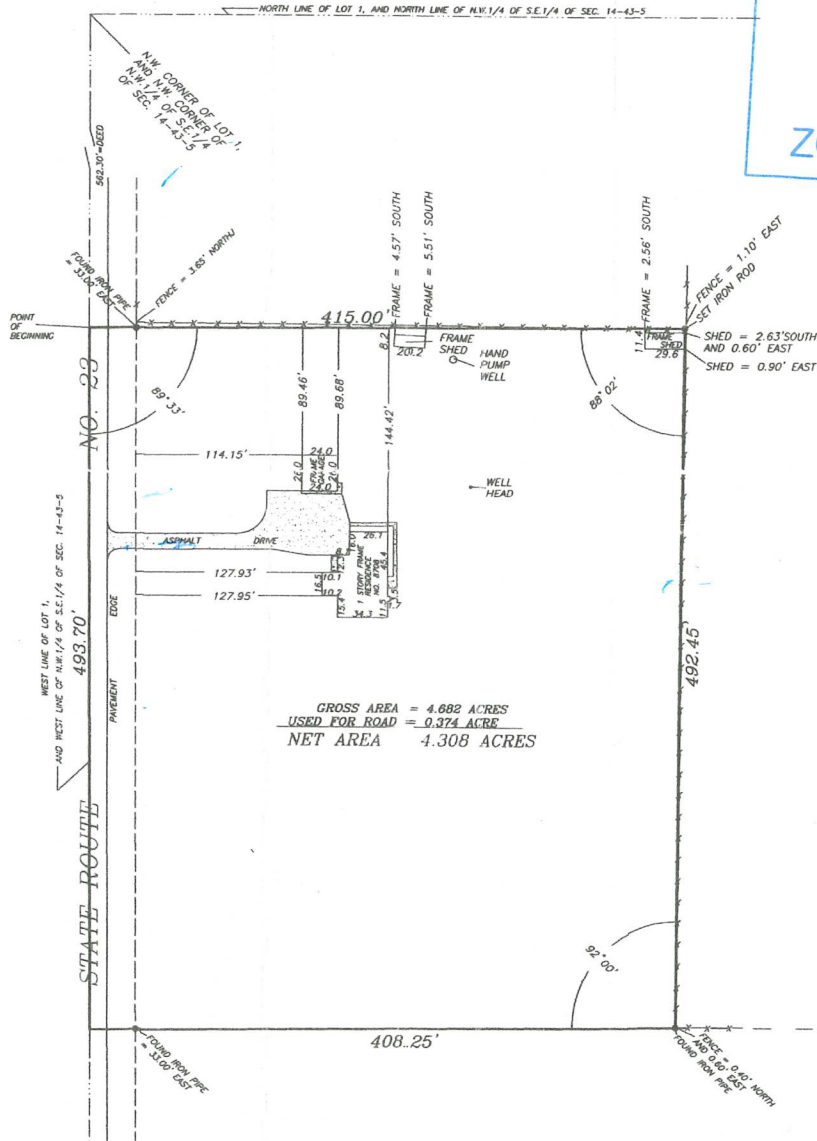 NORTH LINE OF LOT 1, AND NORTH LINE OF N.W.1/4 OF S.E.1/4 OF SEC. 14-43-5
N.W. CORNER OF LOT 1,
AND N.W. CORNER OF
N.W.1/4 OF S.E.1/4
OF SEC. 14-43-5
562.30'=DEED
FOUND IRON PIPE
= 33.00' EAST
FENCE = 3.65' NORTH
FRAME = 4.57' SOUTH
FRAME = 5.51' SOUTH
FRAME = 2.56' SOUTH
FENCE = 1.10' EAST
SET IRON ROD
POINT
OF
BEGINNING
415.00'
8.2
20.2
FRAME
SHED
HAND
PUMP
WELL
11.4
FRAME
SHED
29.6
SHED = 2.63'SOUTH
AND 0.60' EAST
SHED = 0.90' EAST
89°33'
88°02'
89.46'
89.68'
144.42'
114.15'
24.0
26.0
FRAME
GARAGE
26.0
24.0
WELL
HEAD
ASPHALT DRIVE
16.0
26.1
45.4
1 STORY FRAME
RESIDENCE
NO. 8708
127.93'
10.1
16.5
127.95'
10.2
15.4
34.3
11.5
1.7
WEST LINE OF LOT 1,
AND WEST LINE OF N.W.1/4 OF S.E.1/4 OF SEC. 14-43-5
493.70'
STATE ROUTE NO. 23
PAVEMENT EDGE
492.45'
GROSS AREA = 4.682 ACRES
USED FOR ROAD = 0.374 ACRE
NET AREA 4.308 ACRES
92°00'
408.25'
FOUND IRON PIPE
= 33.00' EAST
FENCE = 0.40' NORTH
AND 0.60' EAST
FOUND IRON PIPE